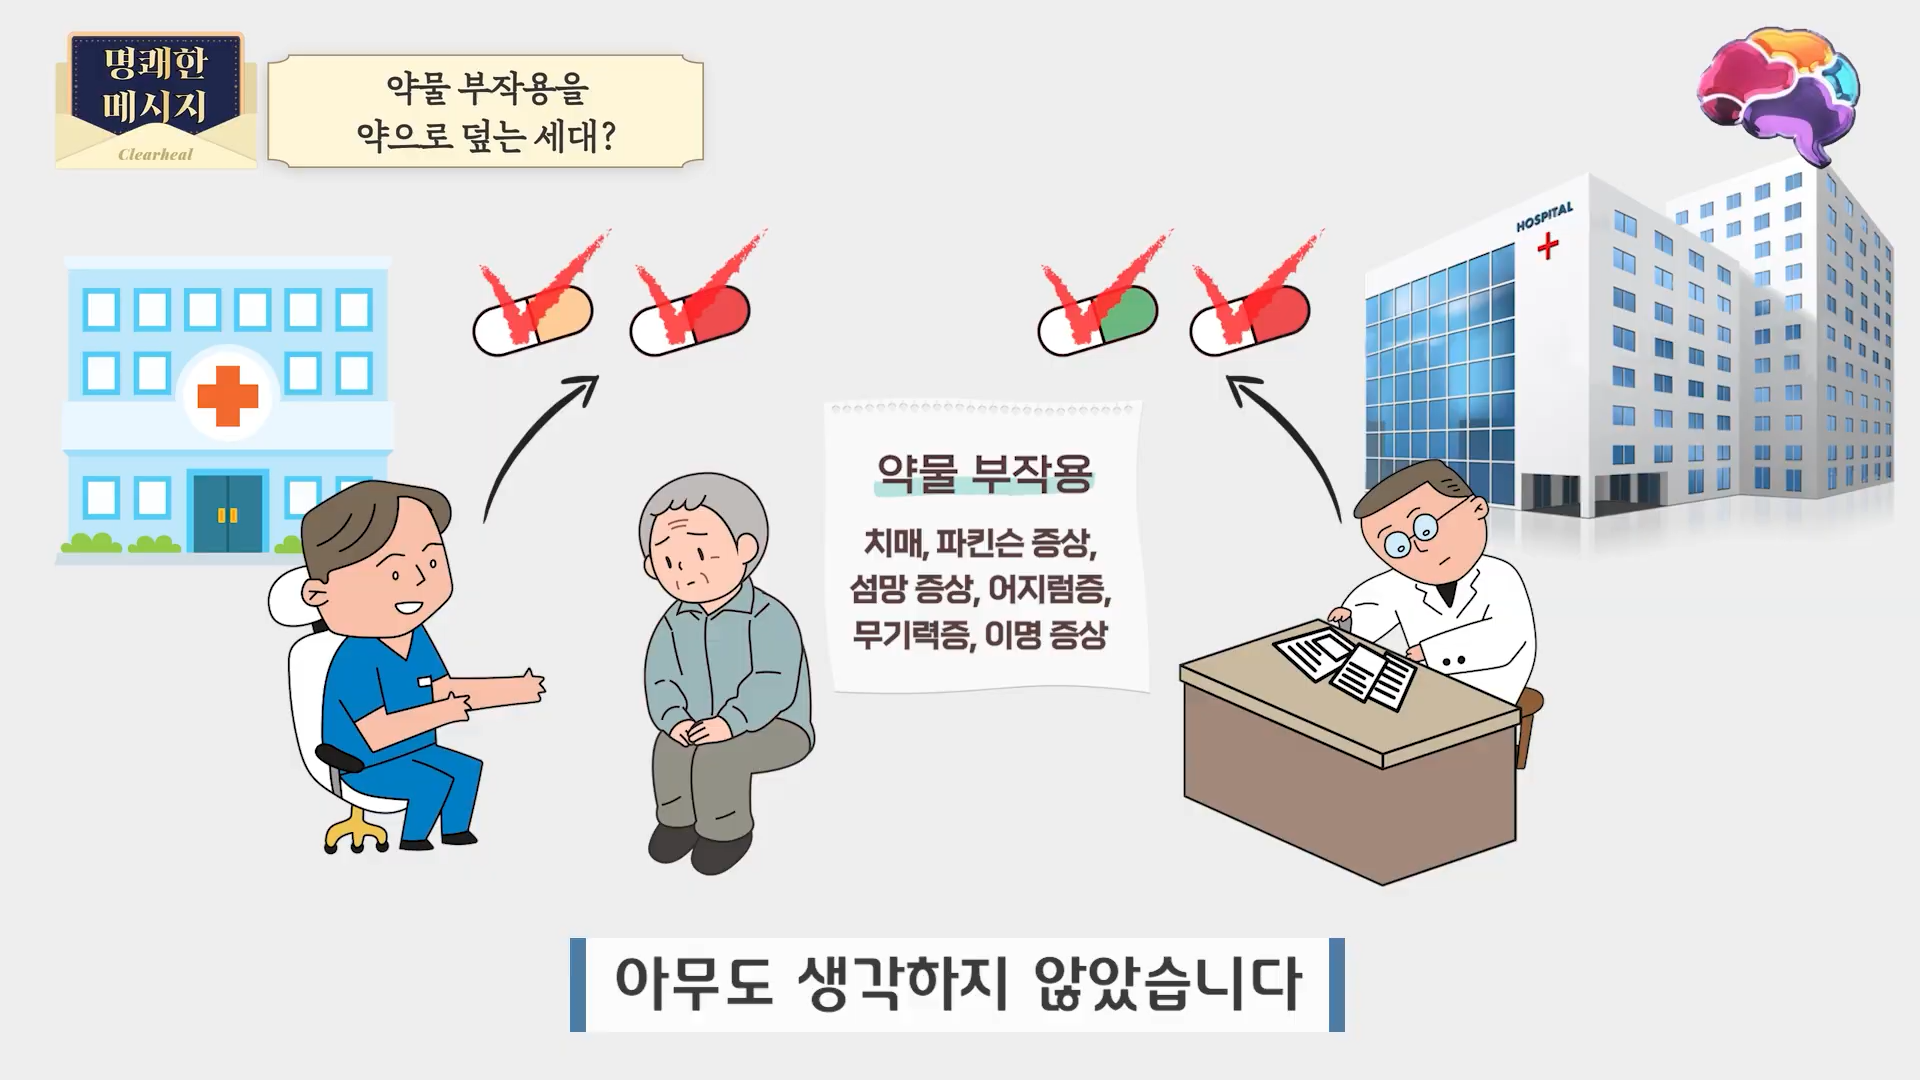 명쾌한
메시지
Clearheal
약물 부작용을
약으로 덮는 세대?
HOSPITAL
약물 부작용
치매, 파킨슨 증상,
섬망 증상, 어지럼증,
무기력증, 이명 증상
아무도 생각하지 않았습니다